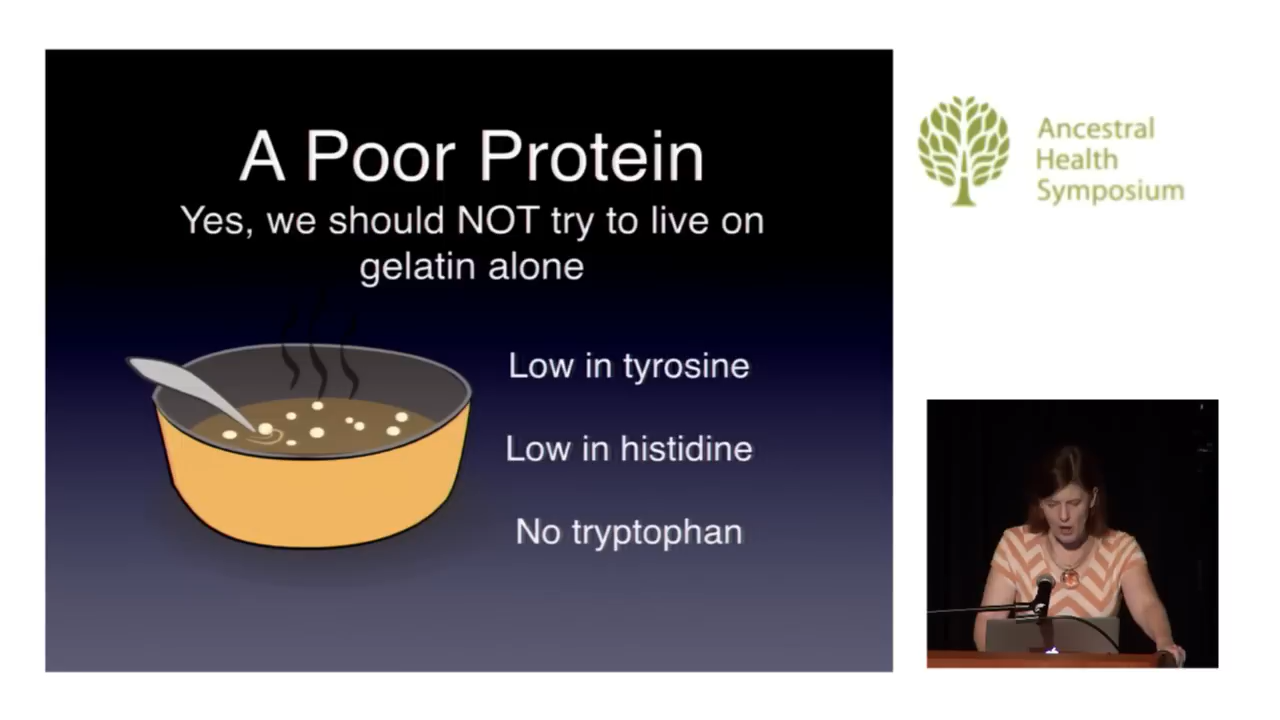 A Poor Protein
Yes, we should NOT try to live on
gelatin alone
Low in tyrosine
Low in histidine
No tryptophan
Ancestral
Health
Symposium